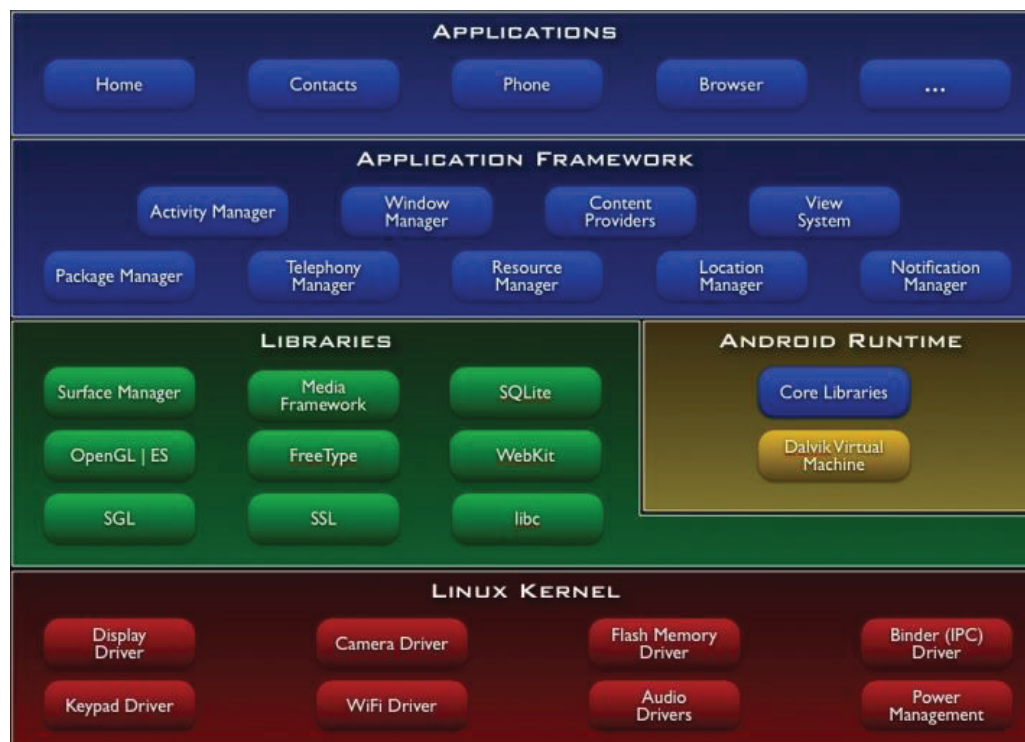 APPLICATIONS
Home
Contacts
Phone
Browser
...
APPLICATION FRAMEWORK
Activity Manager
Window
Manager
Content
Providers
View
System
Package Manager
Telephony
Manager
Resource
Manager
Location
Manager
Notification
Manager
LIBRARIES
Surface Manager
Media
Framework
SQLite
OpenGL | ES
FreeType
WebKit
SGL
SSL
libc
ANDROID RUNTIME
Core Libraries
Dalvik Virtual
Machine
LINUX KERNEL
Display
Driver
Camera Driver
Flash Memory
Driver
Binder (IPC)
Driver
Keypad Driver
WiFi Driver
Audio
Drivers
Power
Management